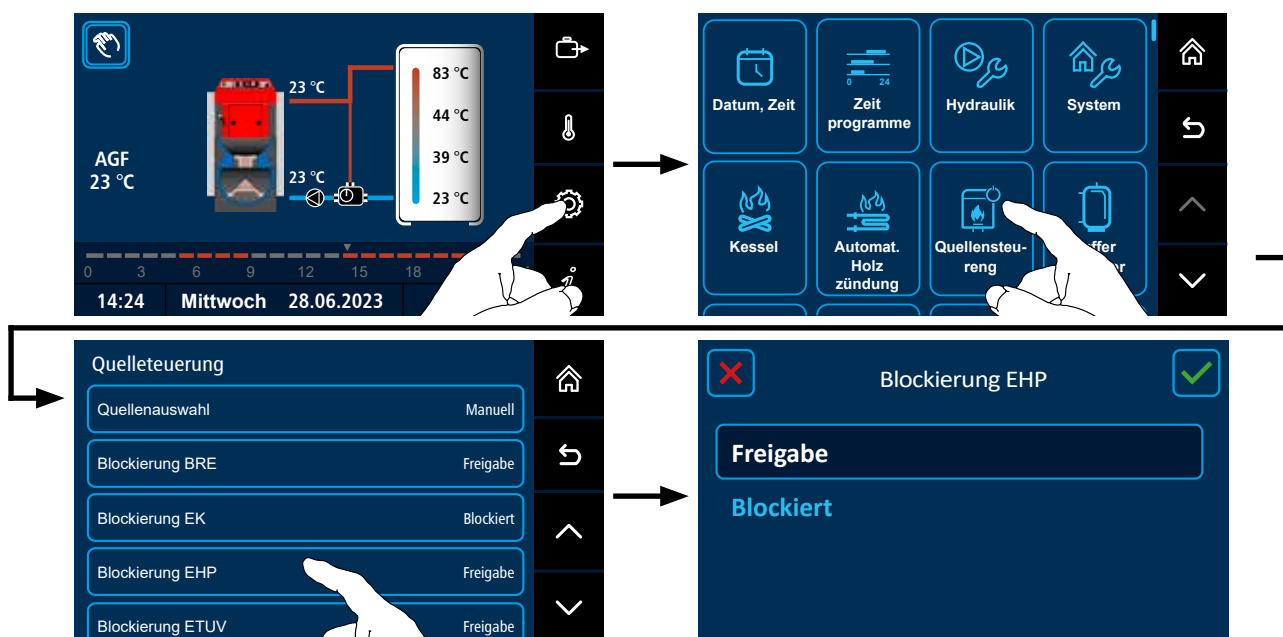 23 °C
83 °C
44 °C
AGF
23 °C
39 °C
23 °C
23 °C
0 3 6 9 12 15 18
14:24 Mittwoch 28.06.2023
0 24
Datum, Zeit
Zeit
programme
Hydraulik
System
Kessel
Automat.
Holz
zündung
Quellensteu-
reng
Quelleteuerung
Quellenauswahl Manuell
Blockierung BRE Freigabe
Blockierung EK Blockiert
Blockierung EHP Freigabe
Blockierung ETUV Freigabe
Blockierung EHP
Freigabe
Blockiert